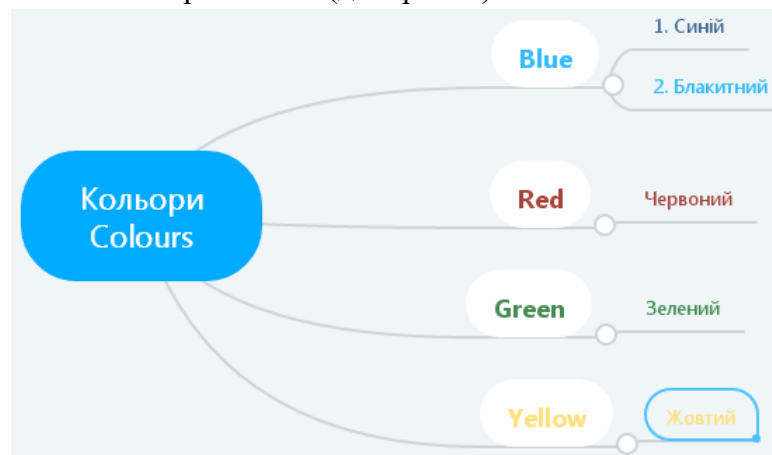 Blue
1. Синій
2. Блакитний
Кольори
Colours
Red
Червоний
Green
Зелений
Yellow
Жовтий